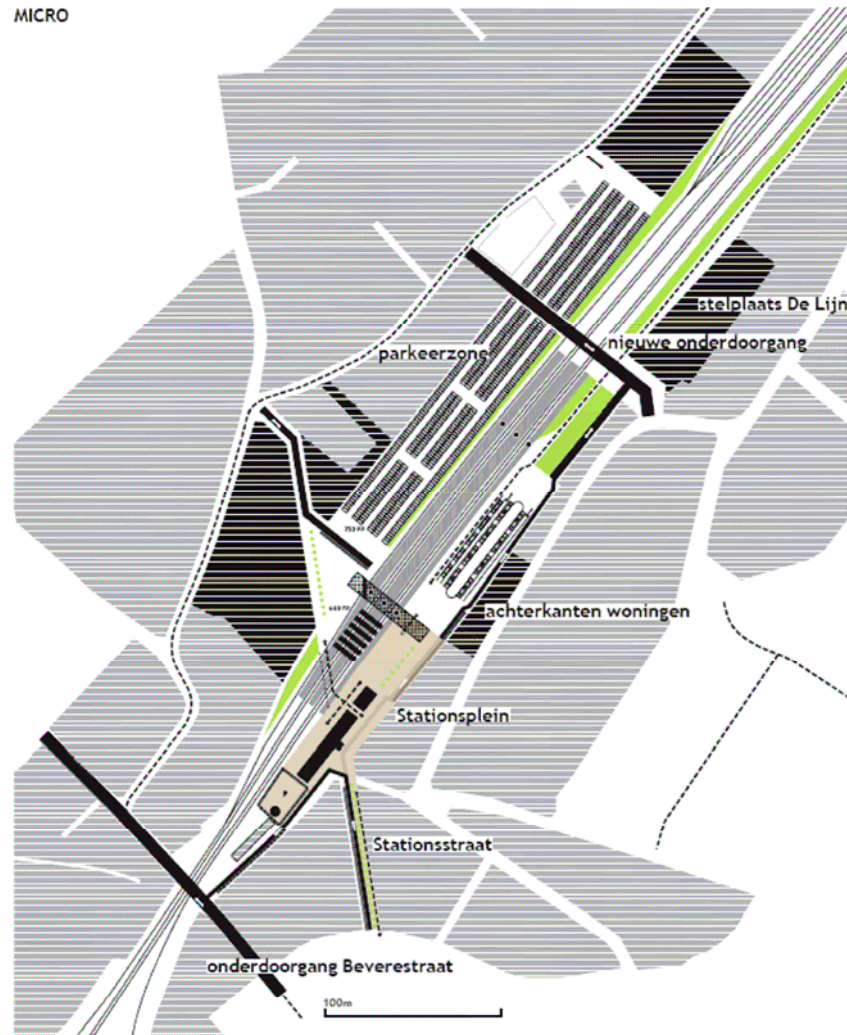 MICRO
stelplaats De Lijn
nieuwe onderdoorgang
parkeerzone
achterkanten woningen
Stationsplein
Stationsstraat
onderdoorgang Beverestraat
100m